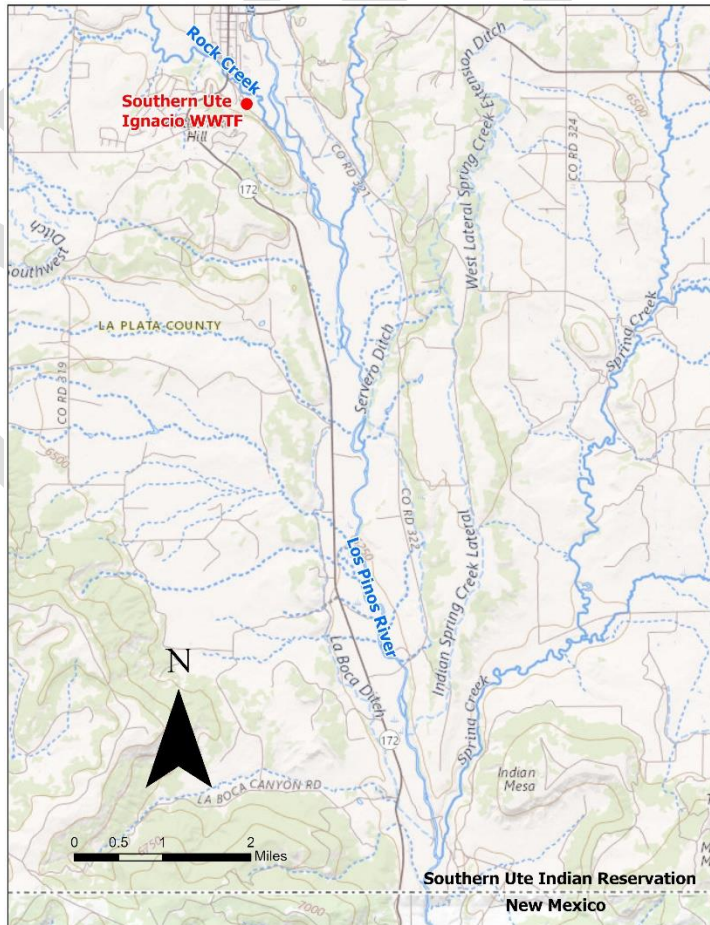 Rock Creek
Southern Ute
Ignacio WWTF
Hill
172
CO RD 321
West Lateral Spring Creek Extension Ditch
CO RD 324
6500
Southwest Ditch
LA PLATA COUNTY
CO RD 319
Servero Ditch
Spring Creek
6500
CO RD 322
Los Pinos River
Indian Spring Creek Lateral
La Boca Ditch
N
172
Spring Creek
Indian
Mesa
LA BOCA CANYON RD
0 0.5 1 2
Miles
6750
Southern Ute Indian Reservation
New Mexico
7000